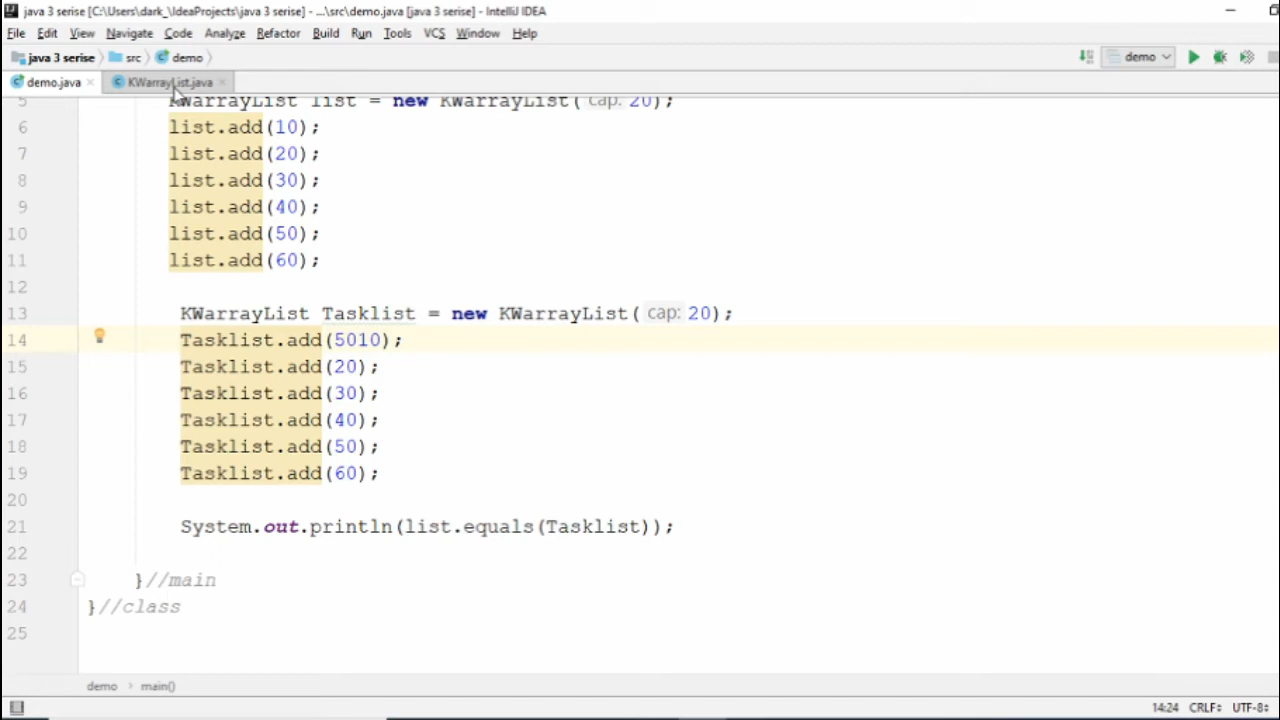 java 3 serise [C:\Users\dark_\IdeaProjects\java 3 serise] - ...\src\demo.java [java 3 serise] - IntelliJ IDEA
File Edit View Navigate Code Analyze Refactor Build Run Tools VCS Window Help
java 3 serise src demo demo
demo.java KWarrayList.java
5 KWarrayList list = new KWarrayList( cap: 20);
6 list.add(10);
7 list.add(20);
8 list.add(30);
9 list.add(40);
10 list.add(50);
11 list.add(60);
12
13 KWarrayList Tasklist = new KWarrayList( cap: 20);
14 Tasklist.add(5010);
15 Tasklist.add(20);
16 Tasklist.add(30);
17 Tasklist.add(40);
18 Tasklist.add(50);
19 Tasklist.add(60);
20
21 System.out.println(list.equals(Tasklist));
22
23 }//main
24 }//class
25
demo › main()
14:24 CRLF UTF-8